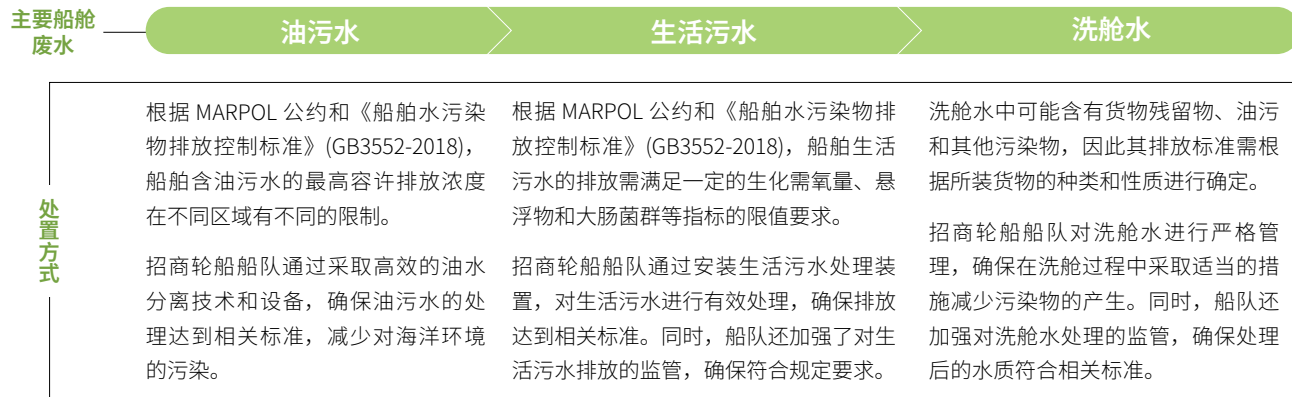 主要船舱
废水
油污水
生活污水
洗舱水
处置方式
根据 MARPOL 公约和《船舶水污染
物排放控制标准》(GB3552-2018)，
船舶含油污水的最高容许排放浓度
在不同区域有不同的限制。
招商轮船船队通过采取高效的油水
分离技术和设备，确保油污水的处
理达到相关标准，减少对海洋环境
的污染。
根据 MARPOL 公约和《船舶水污染物排
放控制标准》(GB3552-2018)，船舶生活
污水的排放需满足一定的生化需氧量、悬
浮物和大肠菌群等指标的限值要求。
招商轮船船队通过安装生活污水处理装
置，对生活污水进行有效处理，确保排放
达到相关标准。同时，船队还加强了对生
活污水排放的监管，确保符合规定要求。
洗舱水中可能含有货物残留物、油污
和其他污染物，因此其排放标准需根
据所装货物的种类和性质进行确定。
招商轮船船队对洗舱水进行严格管
理，确保在洗舱过程中采取适当的措
施减少污染物的产生。同时，船队还
加强对洗舱水处理的监管，确保处理
后的水质符合相关标准。